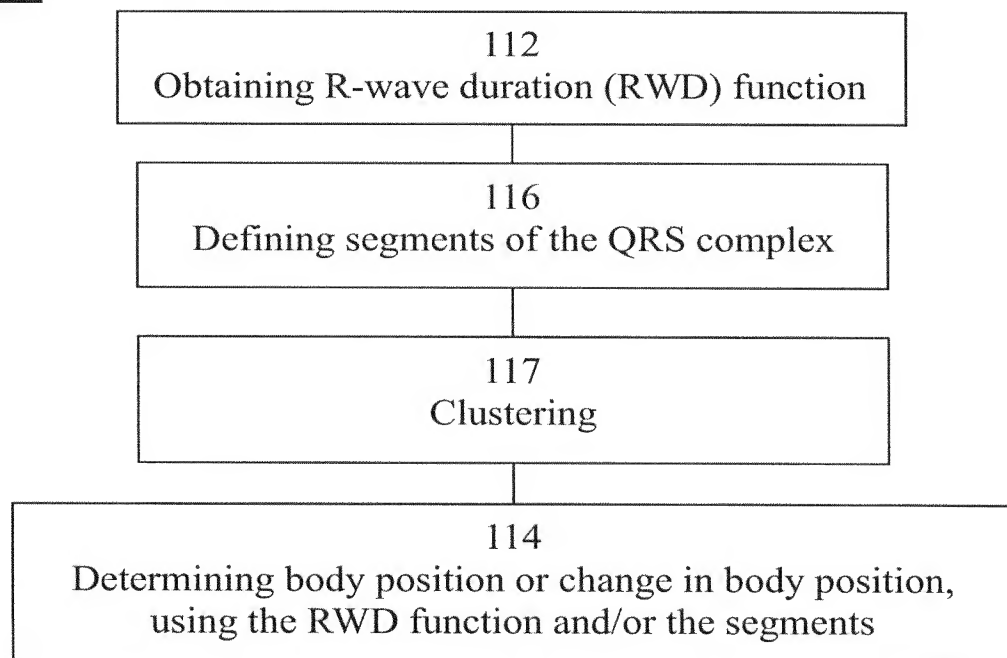 112
Obtaining R-wave duration (RWD) function
116
Defining segments of the QRS complex
117
Clustering
114
Determining body position or change in body position,
using the RWD function and/or the segments